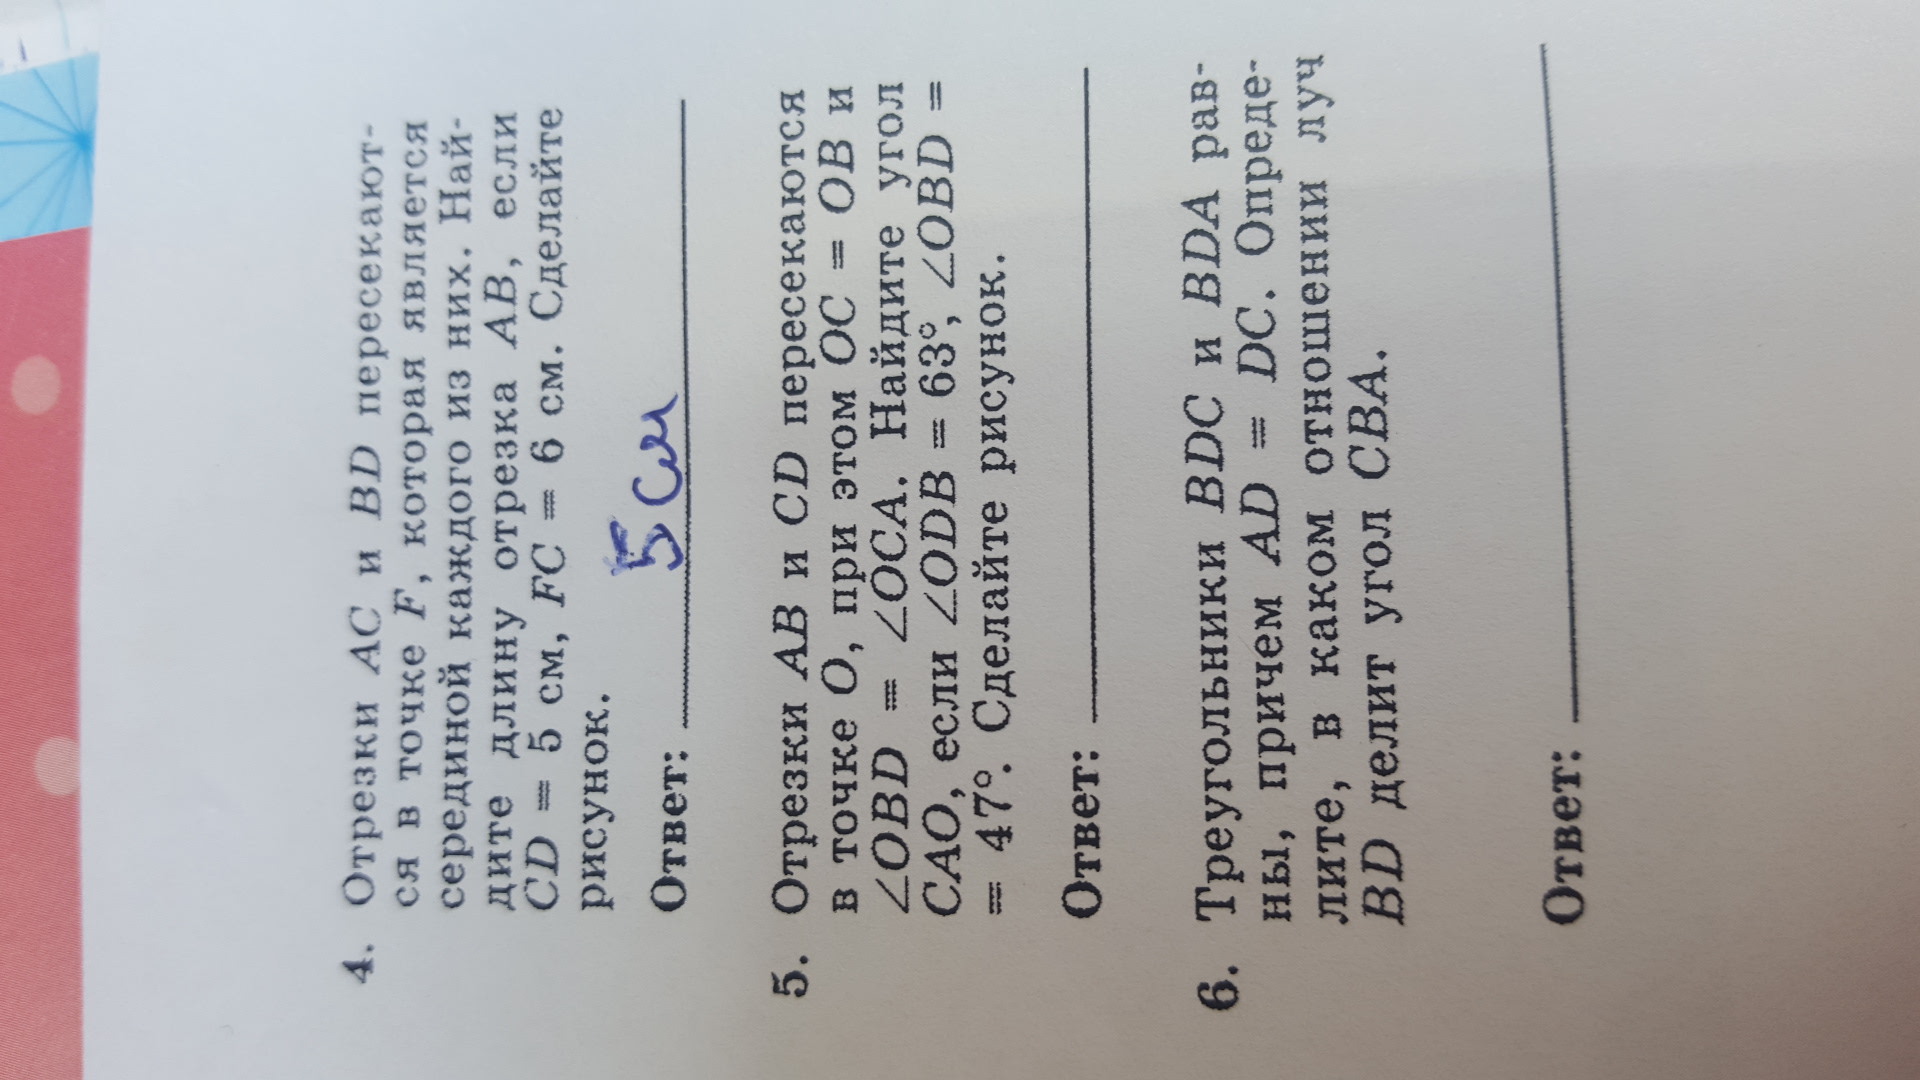 4. Отрезки AC и BD пересекают-
ся в точке F, которая является
серединой каждого из них. Най-
дите длину отрезка AB, если
CD = 5 см, FC = 6 см. Сделайте
рисунок.
Ответ: 5 см
5. Отрезки AB и CD пересекаются
в точке O, при этом OC = OB и
∠OBD = ∠OCA. Найдите угол
CAO, если ∠ODB = 63°, ∠OBD =
= 47°. Сделайте рисунок.
Ответ:
6. Треугольники BDC и BDA рав-
ны, причем AD = DC. Опреде-
лите, в каком отношении луч
BD делит угол CBA.
Ответ: